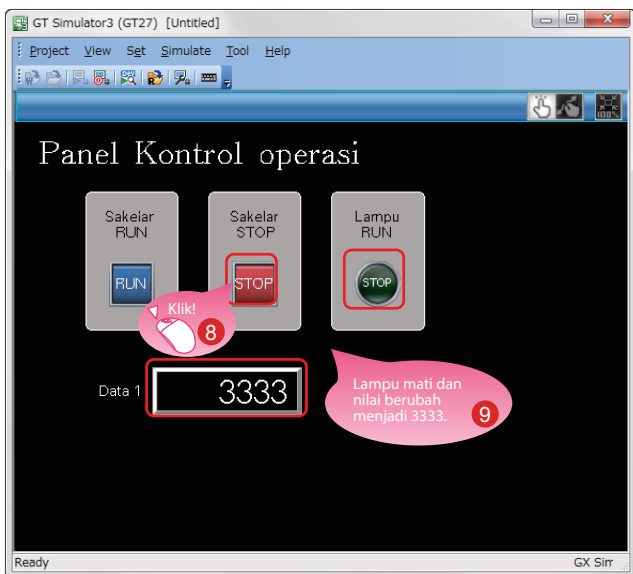 GT Simulator3 (GT27) [Untitled]
Project View Set Simulate Tool Help
100%
Panel Kontrol operasi
Sakelar
RUN
Sakelar
STOP
Lampu
RUN
RUN
STOP
STOP
Klik!
8
Data 1
3333
Lampu mati dan
nilai berubah
menjadi 3333.
9
Ready
GX Sim